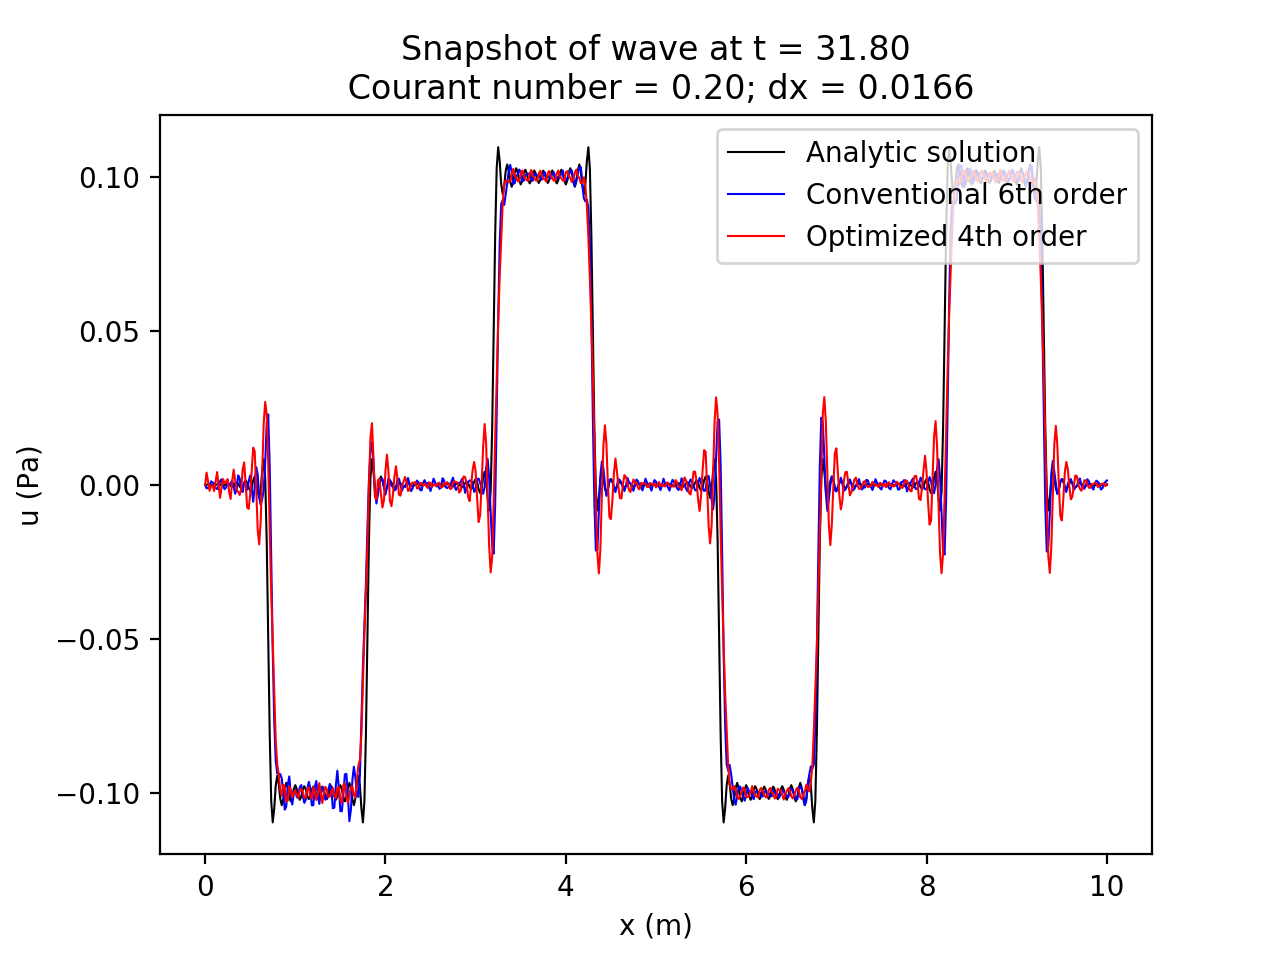 Snapshot of wave at t = 31.80
Courant number = 0.20; dx = 0.0166
Analytic solution
Conventional 6th order
Optimized 4th order
0.10
0.05
0.00
−0.05
−0.10
u (Pa)
0 2 4 6 8 10
x (m)